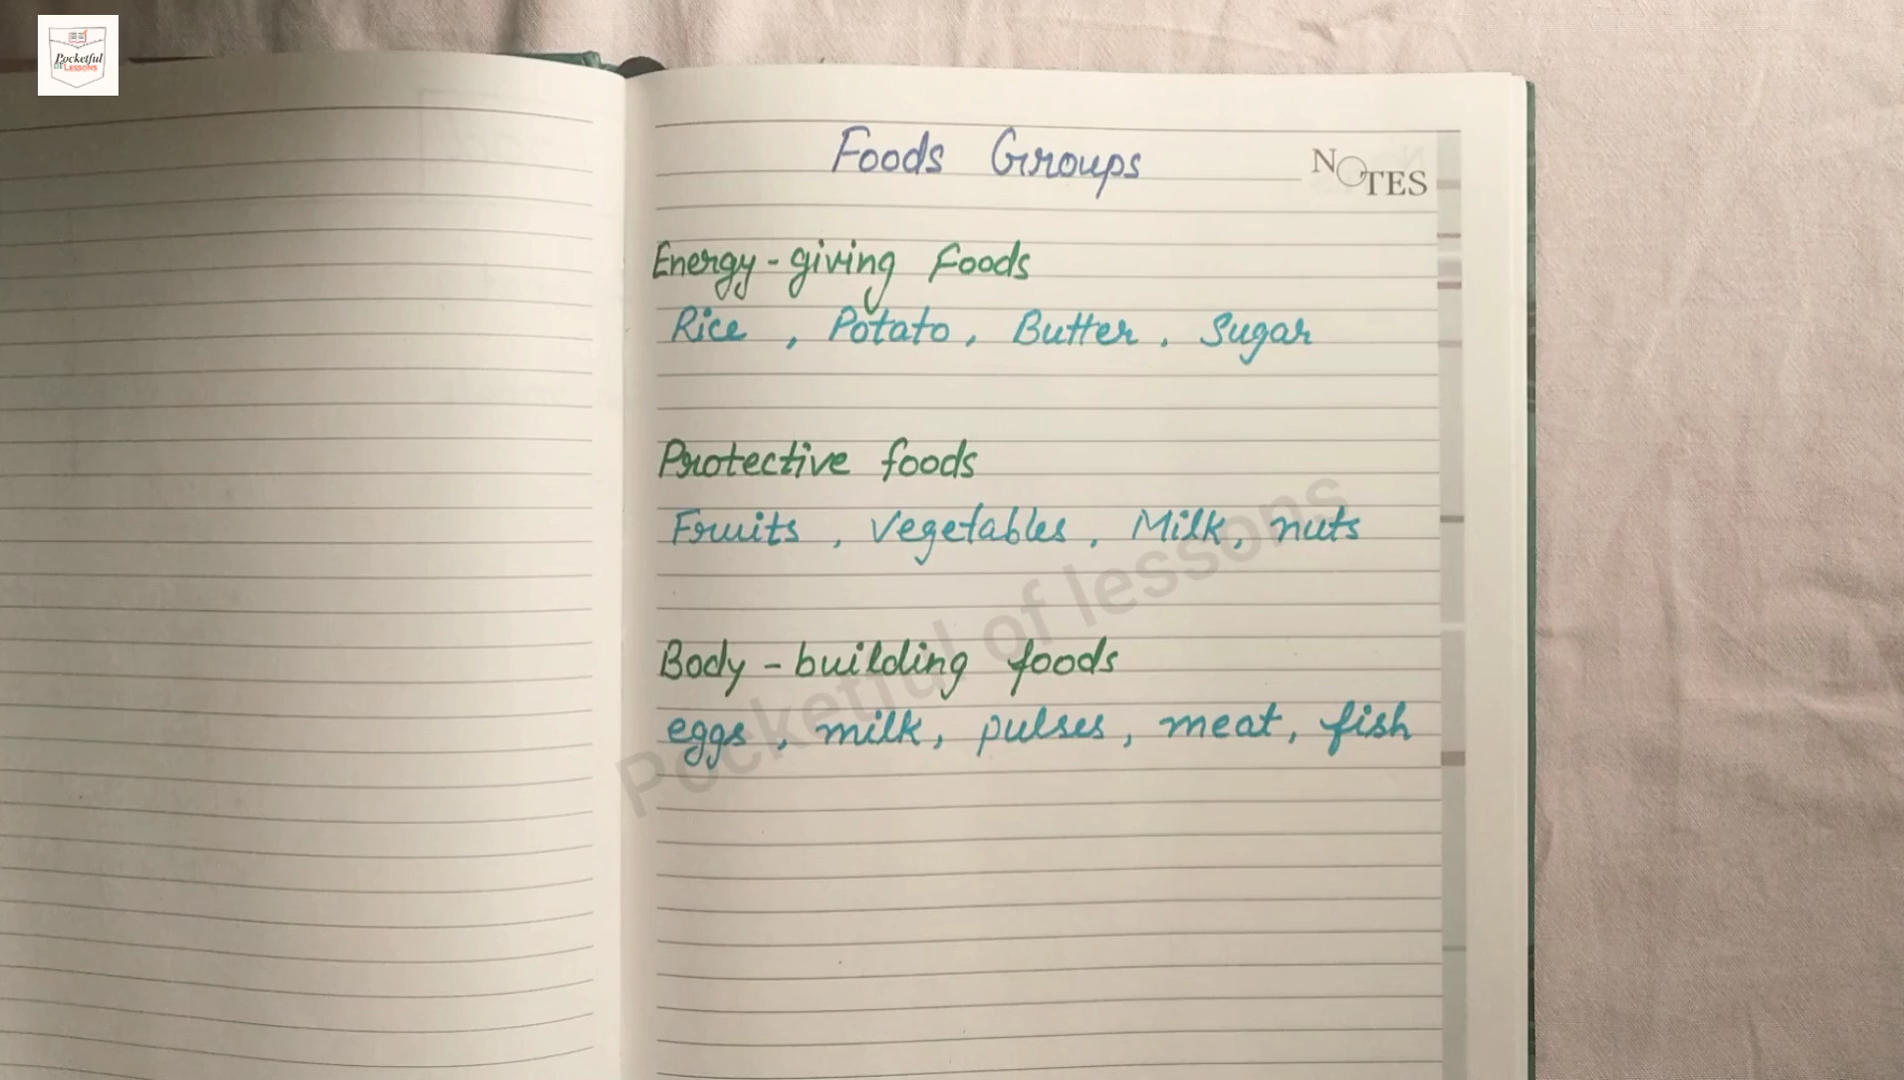 Pocketful
OF LESSONS
Foods Groups
NOTES
Energy-giving Foods
Rice, Potato, Butter, Sugar
Protective foods
Fruits, Vegetables, Milk, nuts
Body-building foods
eggs, milk, pulses, meat, fish
Pocketful of lessons